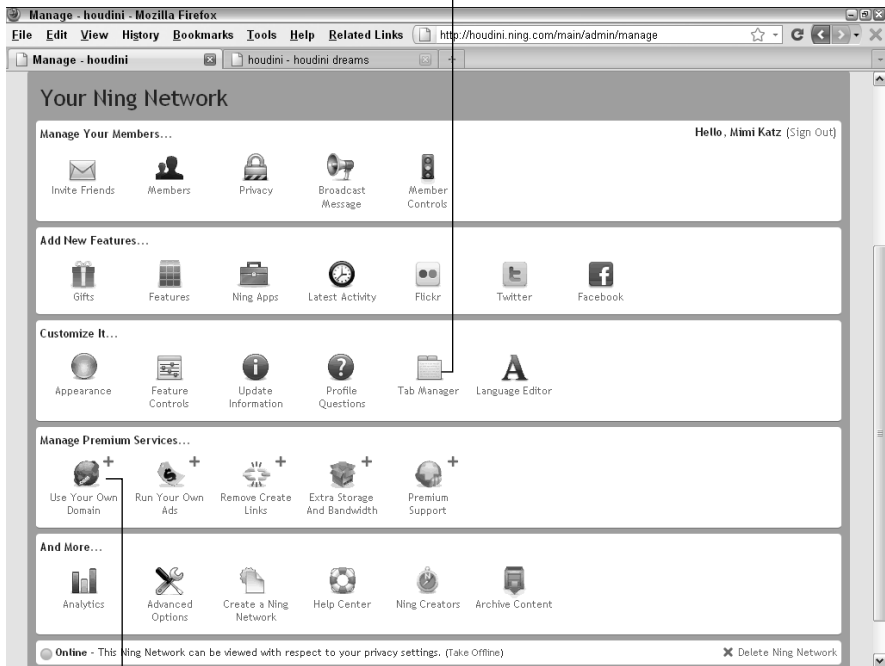 Manage - houdini - Mozilla Firefox
File Edit View History Bookmarks Tools Help Related Links http://houdini.ning.com/main/admin/manage
Manage - houdini houdini - houdini dreams
Your Ning Network
Manage Your Members...
Hello, Mimi Katz (Sign Out)
Invite Friends Members Privacy Broadcast Message Member Controls
Add New Features...
Gifts Features Ning Apps Latest Activity Flickr Twitter Facebook
Customize It...
Appearance Feature Controls Update Information Profile Questions Tab Manager Language Editor
Manage Premium Services...
Use Your Own Domain Run Your Own Ads Remove Create Links Extra Storage And Bandwidth Premium Support
And More...
Analytics Advanced Options Create a Ning Network Help Center Ning Creators Archive Content
Online - This Ning Network can be viewed with respect to your privacy settings. (Take Offline) Delete Ning Network